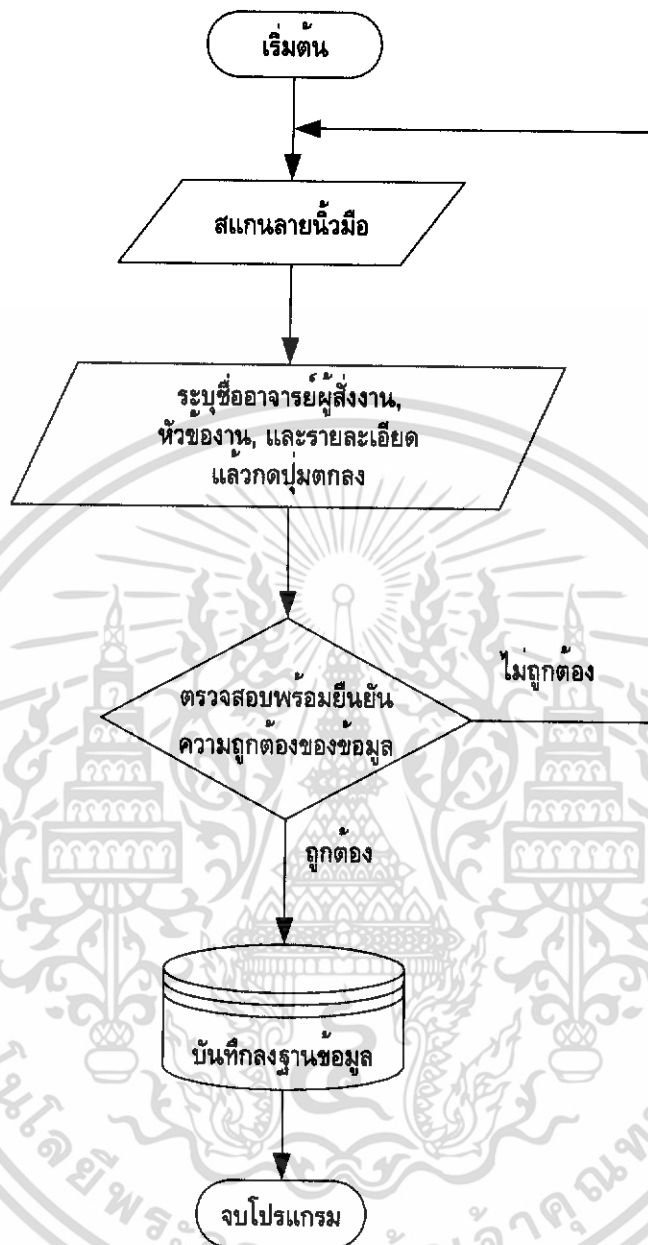 เริ่มต้น
สแกนลายนิ้วมือ
ระบุชื่ออาจารย์ผู้สั่งงาน,
หัวข้องาน, และรายละเอียด
แล้วกดปุ่มตกลง
ตรวจสอบพร้อมยืนยัน
ความถูกต้องของข้อมูล
ไม่ถูกต้อง
ถูกต้อง
บันทึกลงฐานข้อมูล
จบโปรแกรม